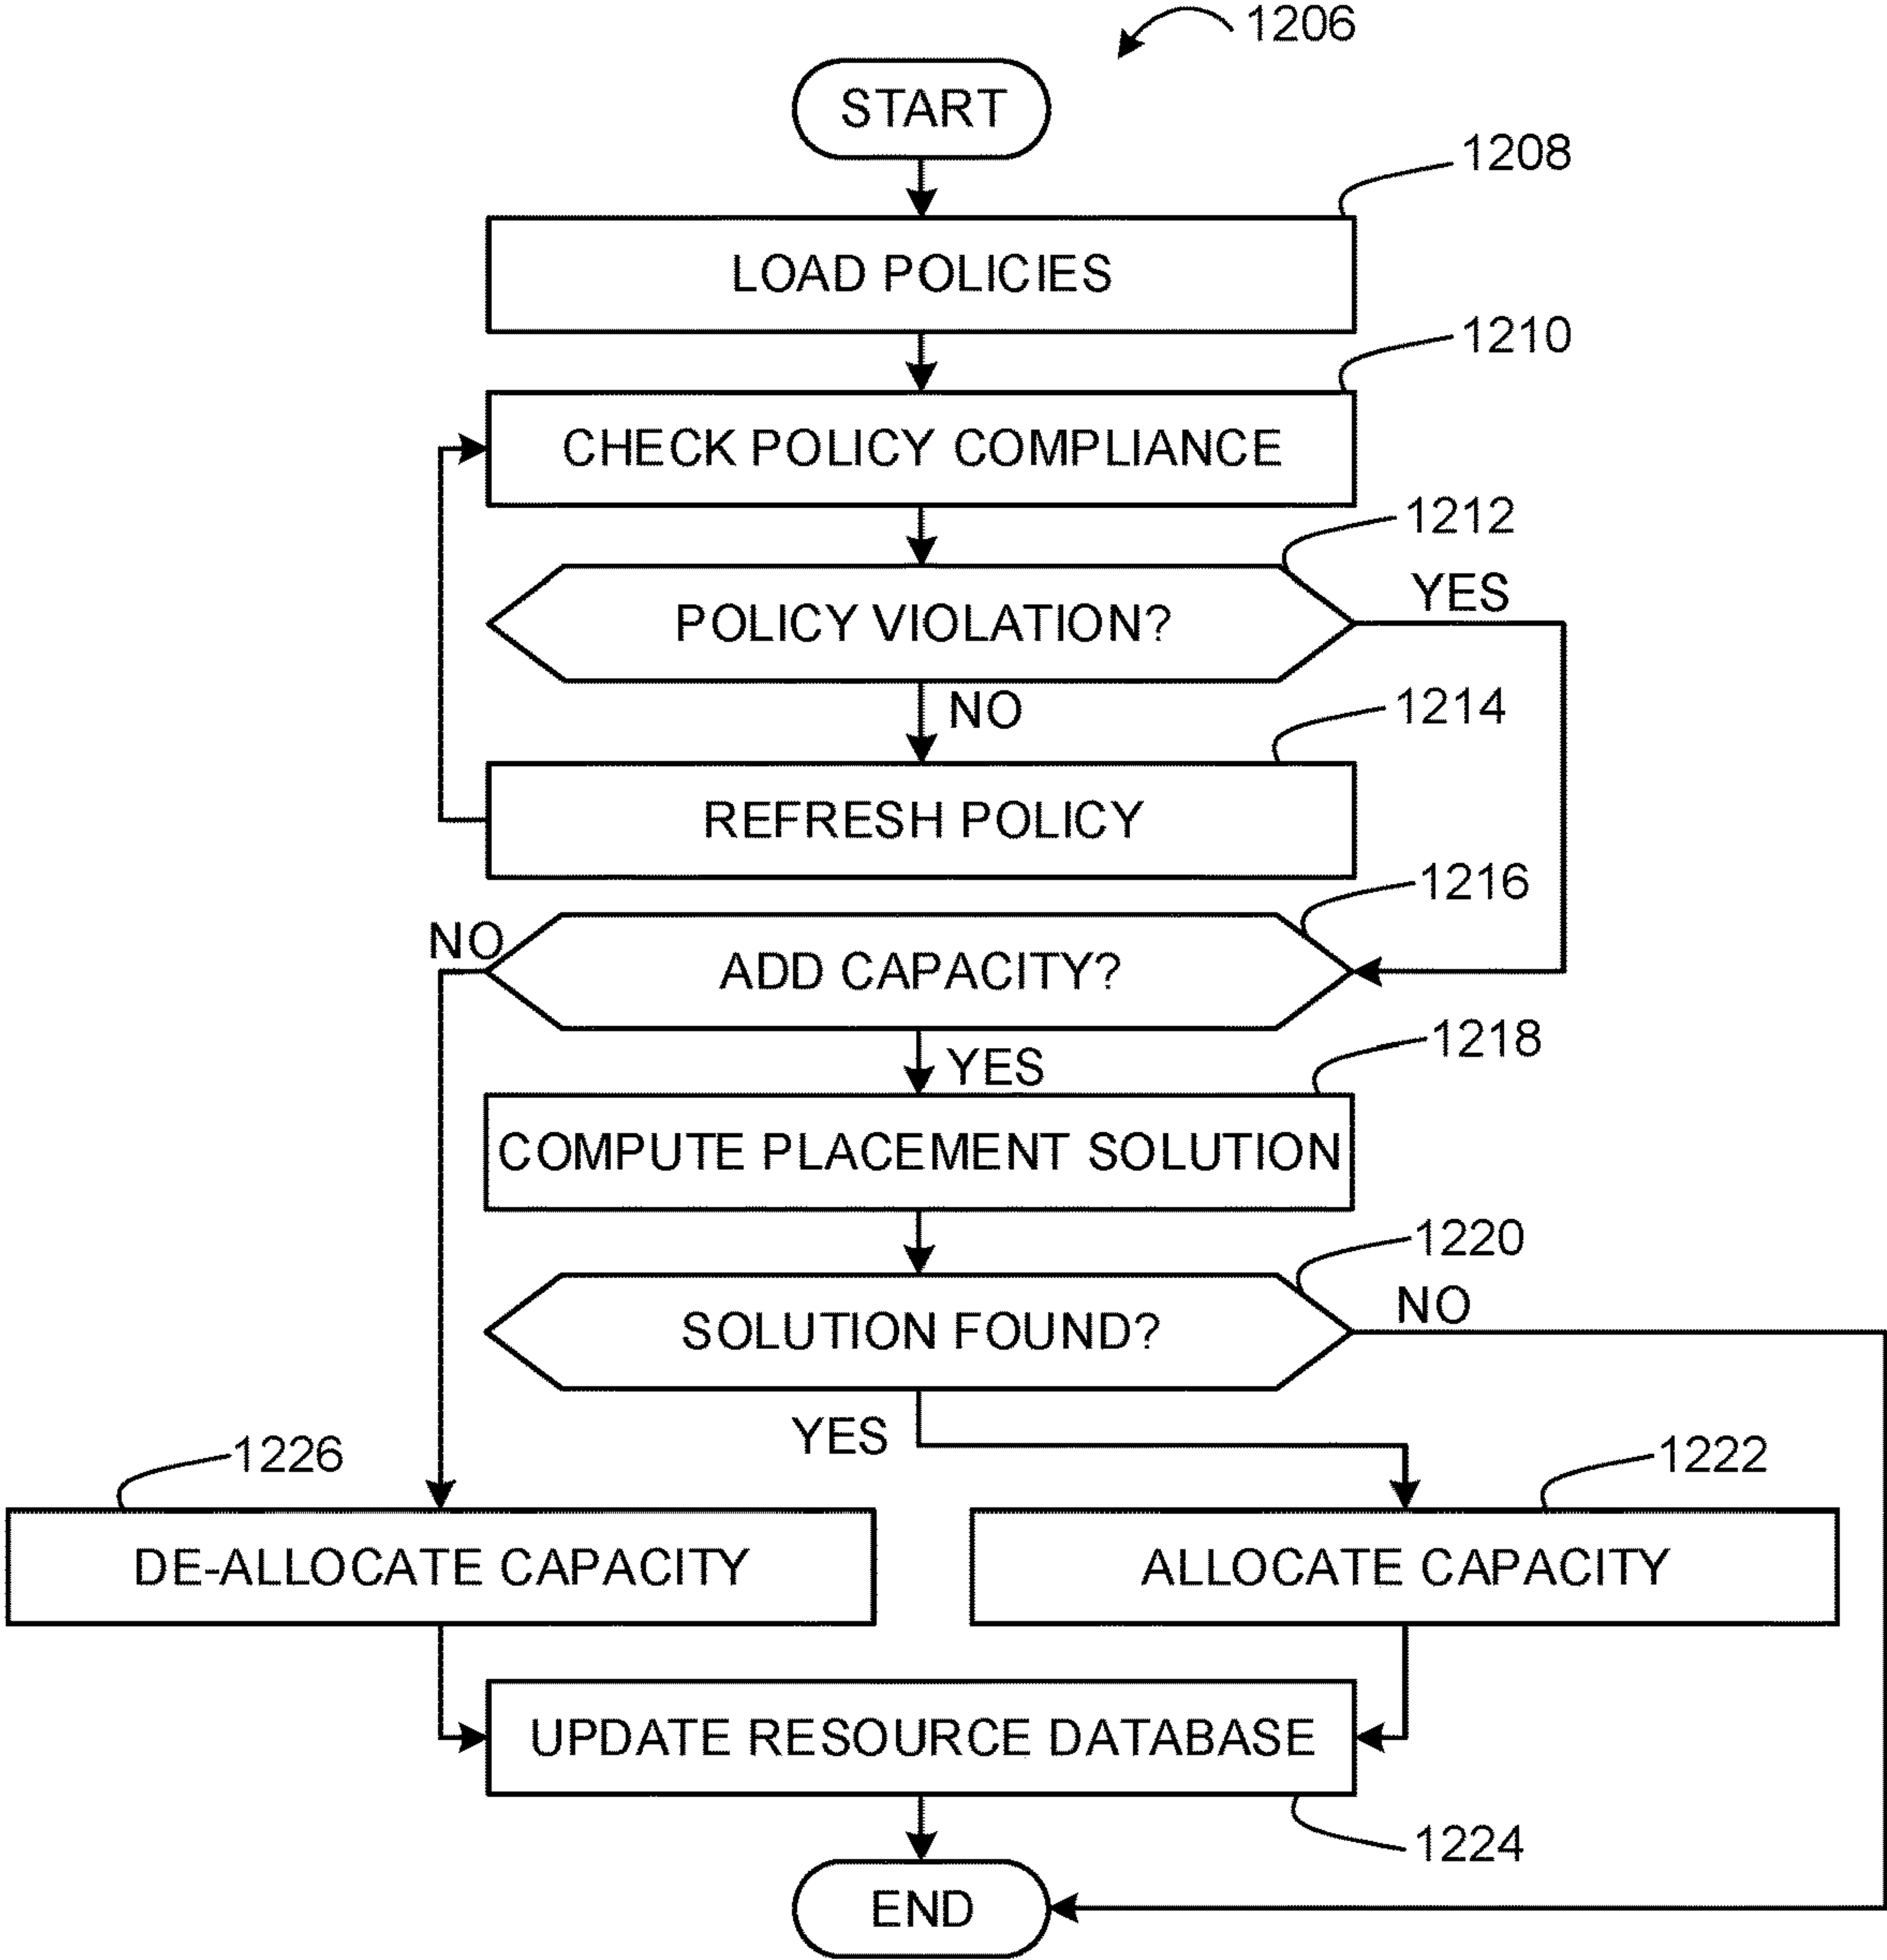 1206
START
1208
LOAD POLICIES
1210
CHECK POLICY COMPLIANCE
1212
YES
POLICY VIOLATION?
NO
1214
REFRESH POLICY
1216
NO
ADD CAPACITY?
1218
YES
COMPUTE PLACEMENT SOLUTION
1220
NO
SOLUTION FOUND?
YES
1226
1222
DE-ALLOCATE CAPACITY
ALLOCATE CAPACITY
UPDATE RESOURCE DATABASE
1224
END